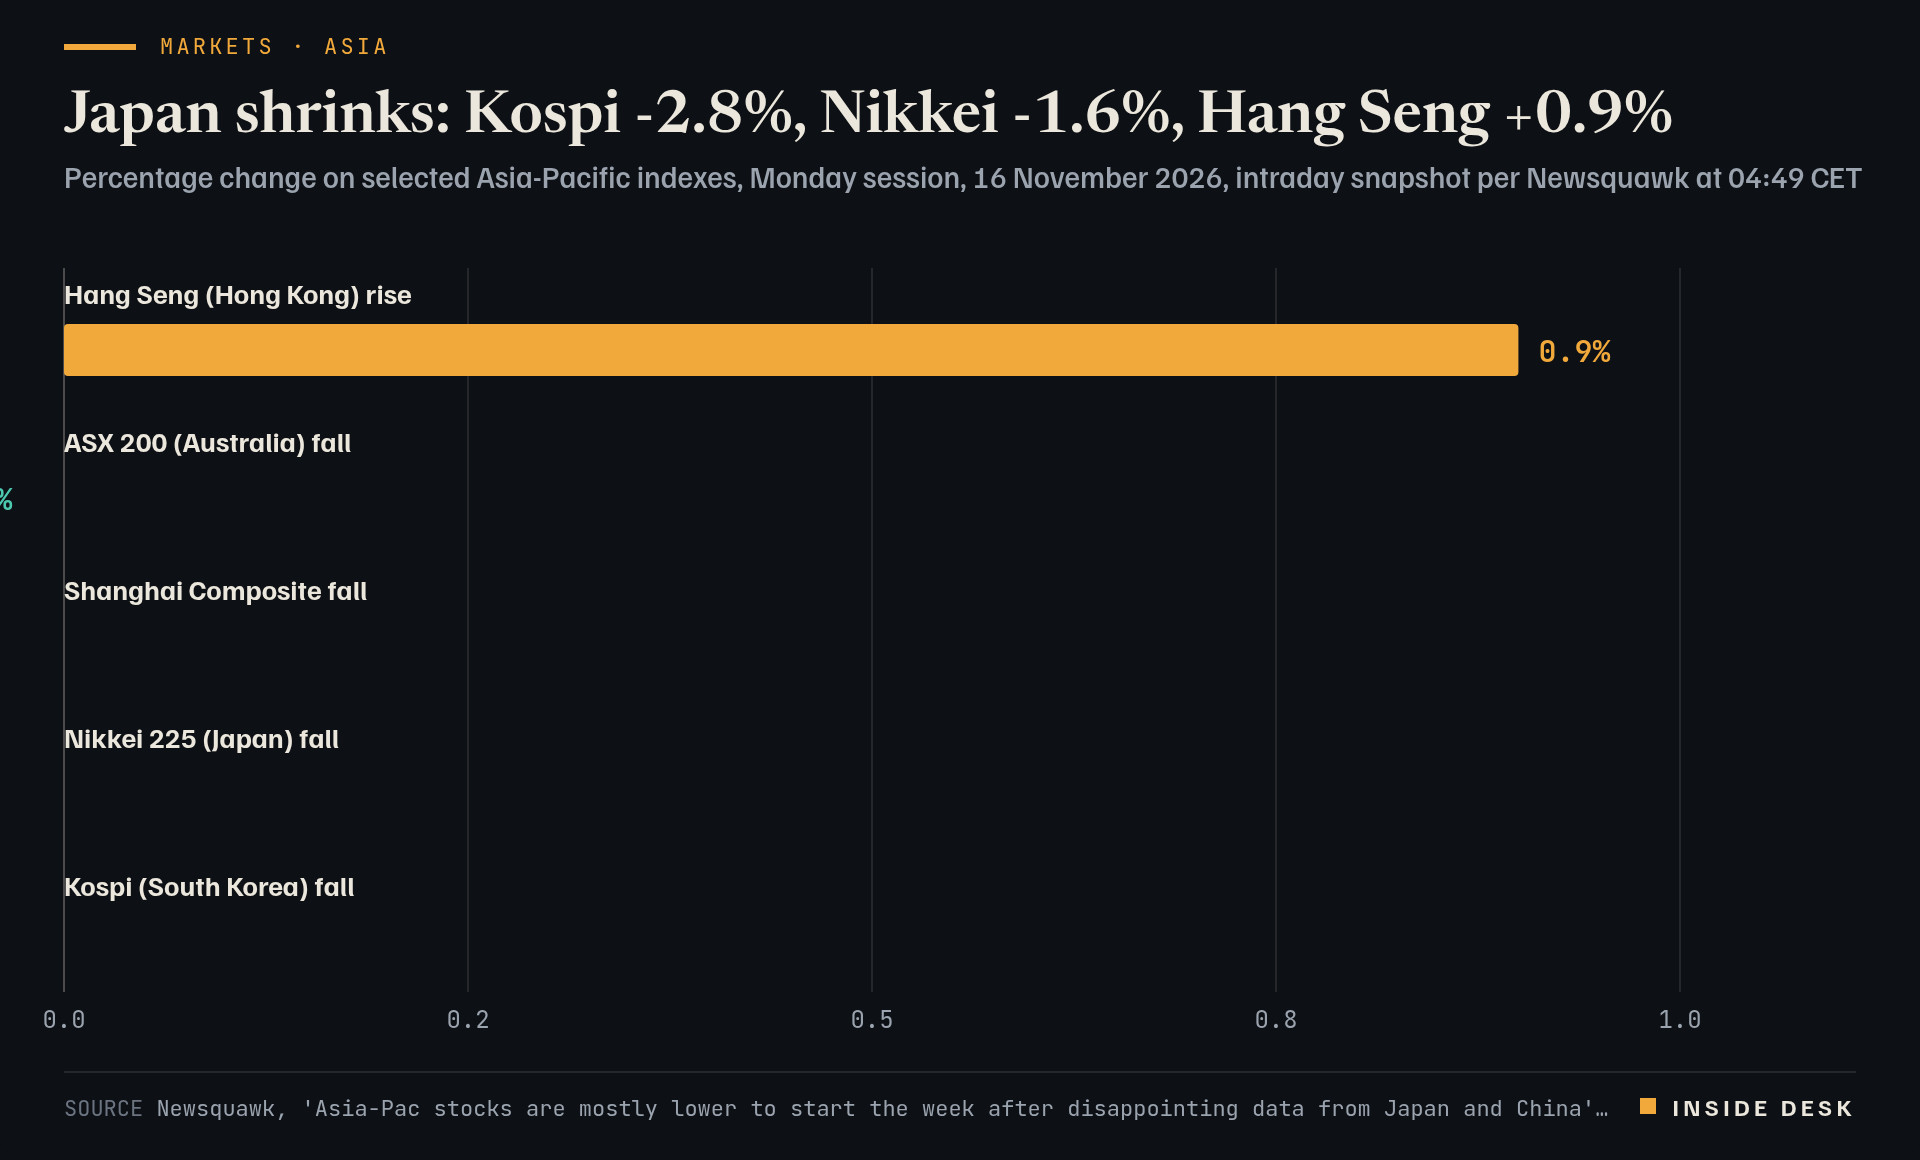 MARKETS · ASIA
Japan shrinks: Kospi -2.8%, Nikkei -1.6%, Hang Seng +0.9%
Percentage change on selected Asia-Pacific indexes, Monday session, 16 November 2026, intraday snapshot per Newsquawk at 04:49 CET
Hang Seng (Hong Kong) rise
0.9%
ASX 200 (Australia) fall
%
Shanghai Composite fall
Nikkei 225 (Japan) fall
Kospi (South Korea) fall
0.0 0.2 0.5 0.8 1.0
SOURCE Newsquawk, 'Asia-Pac stocks are mostly lower to start the week after disappointing data from Japan and China'…
INSIDE DESK